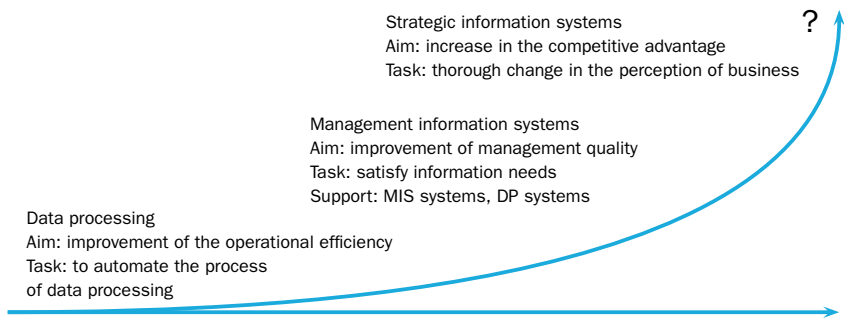 Strategic information systems
Aim: increase in the competitive advantage
Task: thorough change in the perception of business
?
Management information systems
Aim: improvement of management quality
Task: satisfy information needs
Support: MIS systems, DP systems
Data processing
Aim: improvement of the operational efficiency
Task: to automate the process
of data processing